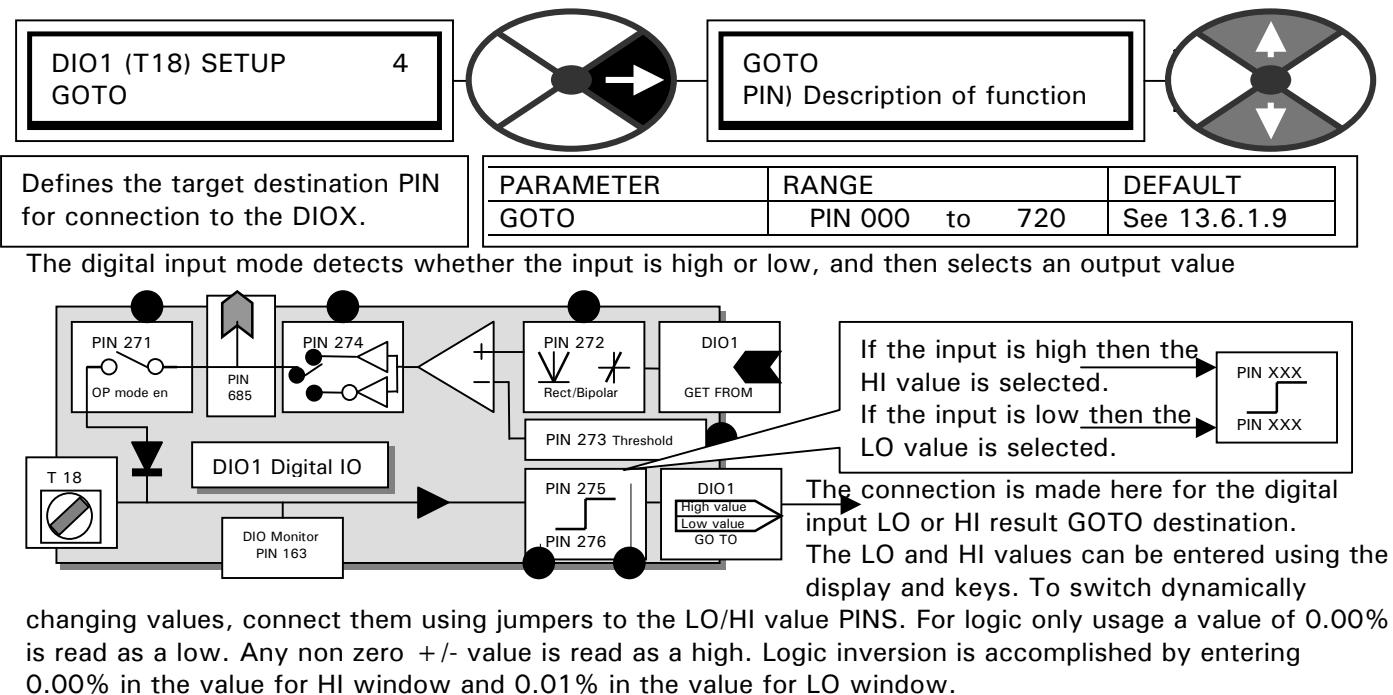 DIO1 (T18) SETUP 4
GOTO
GOTO
PIN) Description of function
Defines the target destination PIN
for connection to the DIOX.
PARAMETER RANGE DEFAULT
GOTO PIN 000 to 720 See 13.6.1.9
The digital input mode detects whether the input is high or low, and then selects an output value
PIN 271
OP mode en
PIN
685
PIN 274
PIN 272
Rect/Bipolar
DIO1
GET FROM
PIN 273 Threshold
If the input is high then the
HI value is selected.
If the input is low then the
LO value is selected.
PIN XXX
PIN XXX
DIO1 Digital IO
T 18
DIO Monitor
PIN 163
PIN 275
PIN 276
DIO1
High value
Low value
GO TO
The connection is made here for the digital
input LO or HI result GOTO destination.
The LO and HI values can be entered using the
display and keys. To switch dynamically
changing values, connect them using jumpers to the LO/HI value PINS. For logic only usage a value of 0.00%
is read as a low. Any non zero +/- value is read as a high. Logic inversion is accomplished by entering
0.00% in the value for HI window and 0.01% in the value for LO window.